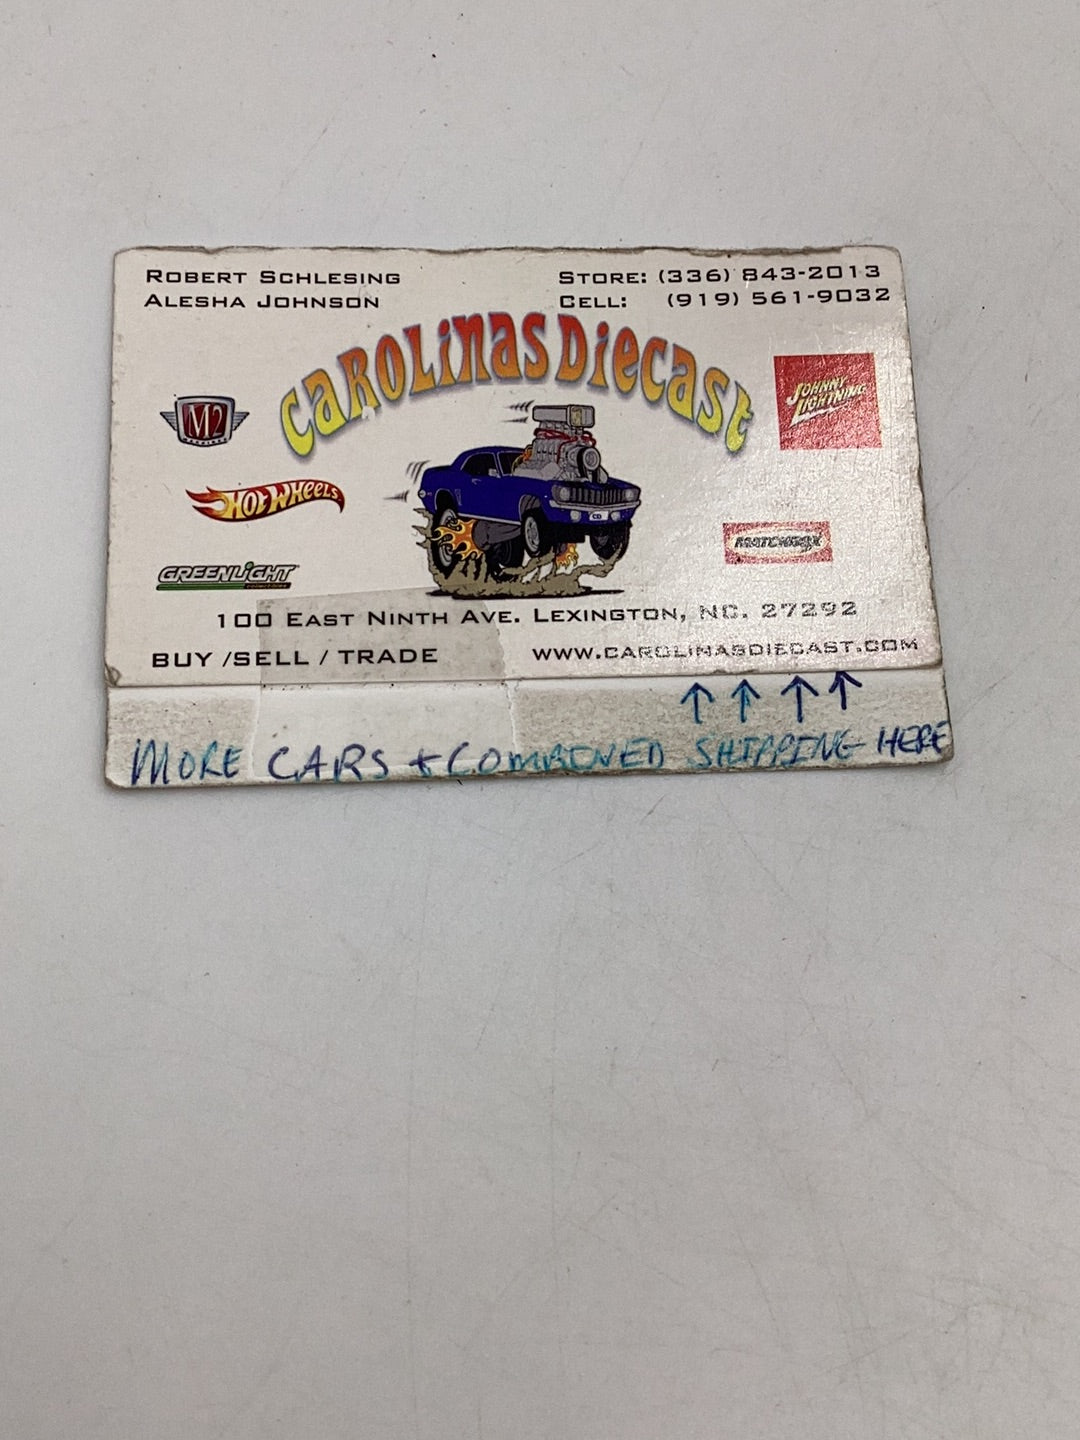 ROBERT SCHLESING
ALESHA JOHNSON
STORE: (336) 843-2013
CELL: (919) 561-9032
CAROLINAS DIECAST
M2
MACHINES
JOHNNY
LIGHTNING
HOT WHEELS
MATCHBOX
GREENLIGHT
100 EAST NINTH AVE. LEXINGTON, NC. 27292
BUY /SELL / TRADE
WWW.CAROLINASDIECAST.COM
MORE CARS + COMBINED SHIPPING HERE